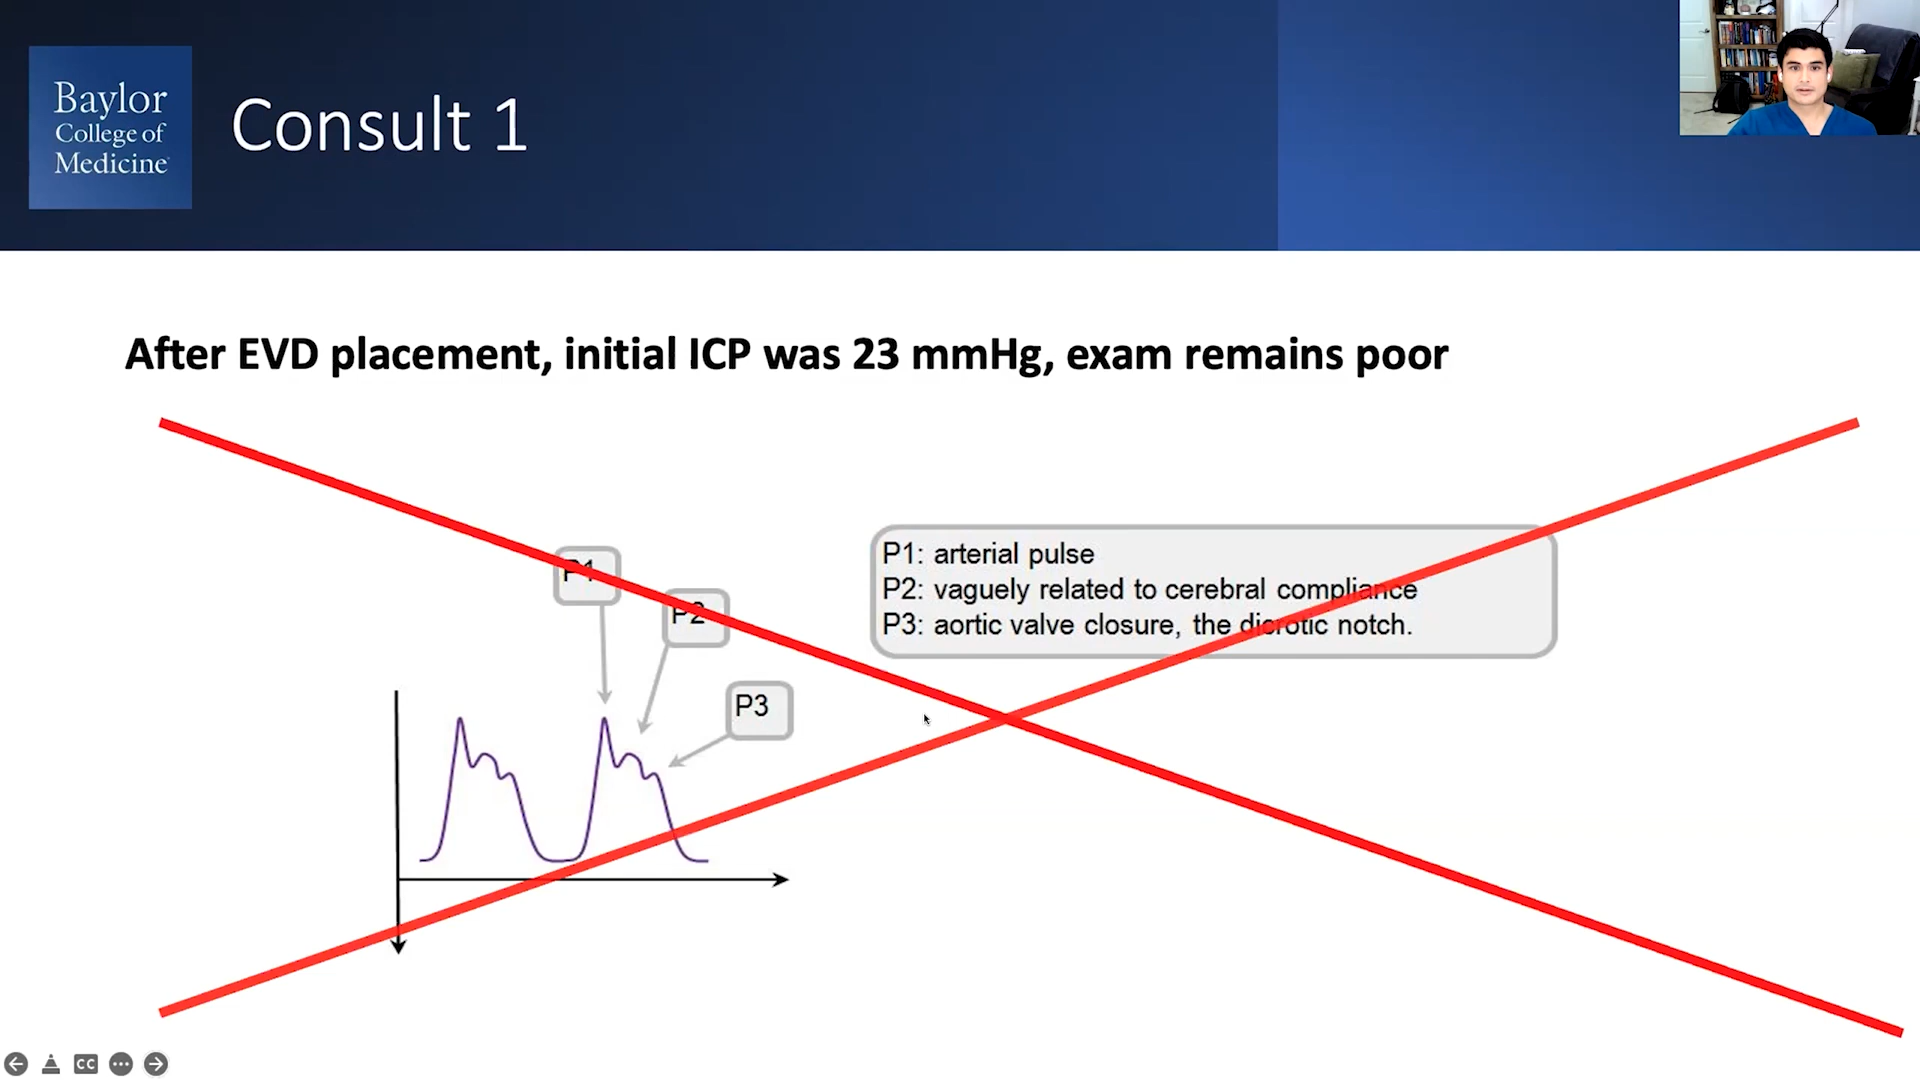 Baylor
College of
Medicine
Consult 1
After EVD placement, initial ICP was 23 mmHg, exam remains poor
P1
P2
P3
P1: arterial pulse
P2: vaguely related to cerebral compliance
P3: aortic valve closure, the dicrotic notch.
CC